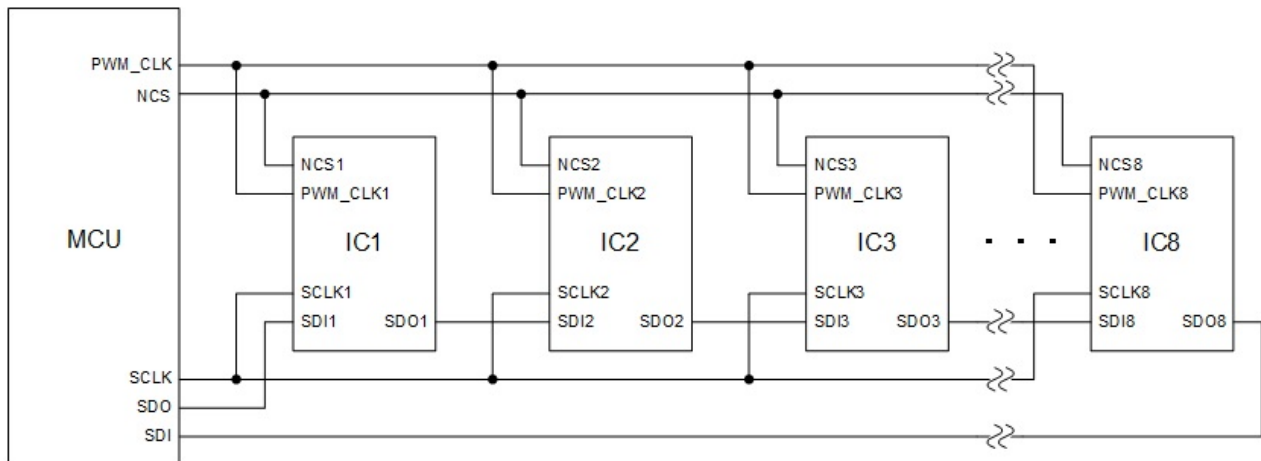 PWM_CLK
NCS
NCS1 NCS2 NCS3 NCS8
PWM_CLK1 PWM_CLK2 PWM_CLK3 PWM_CLK8
MCU IC1 IC2 IC3 . . . IC8
SCLK1 SCLK2 SCLK3 SCLK8
SDI1 SDO1 SDI2 SDO2 SDI3 SDO3 SDI8 SDO8
SCLK
SDO
SDI